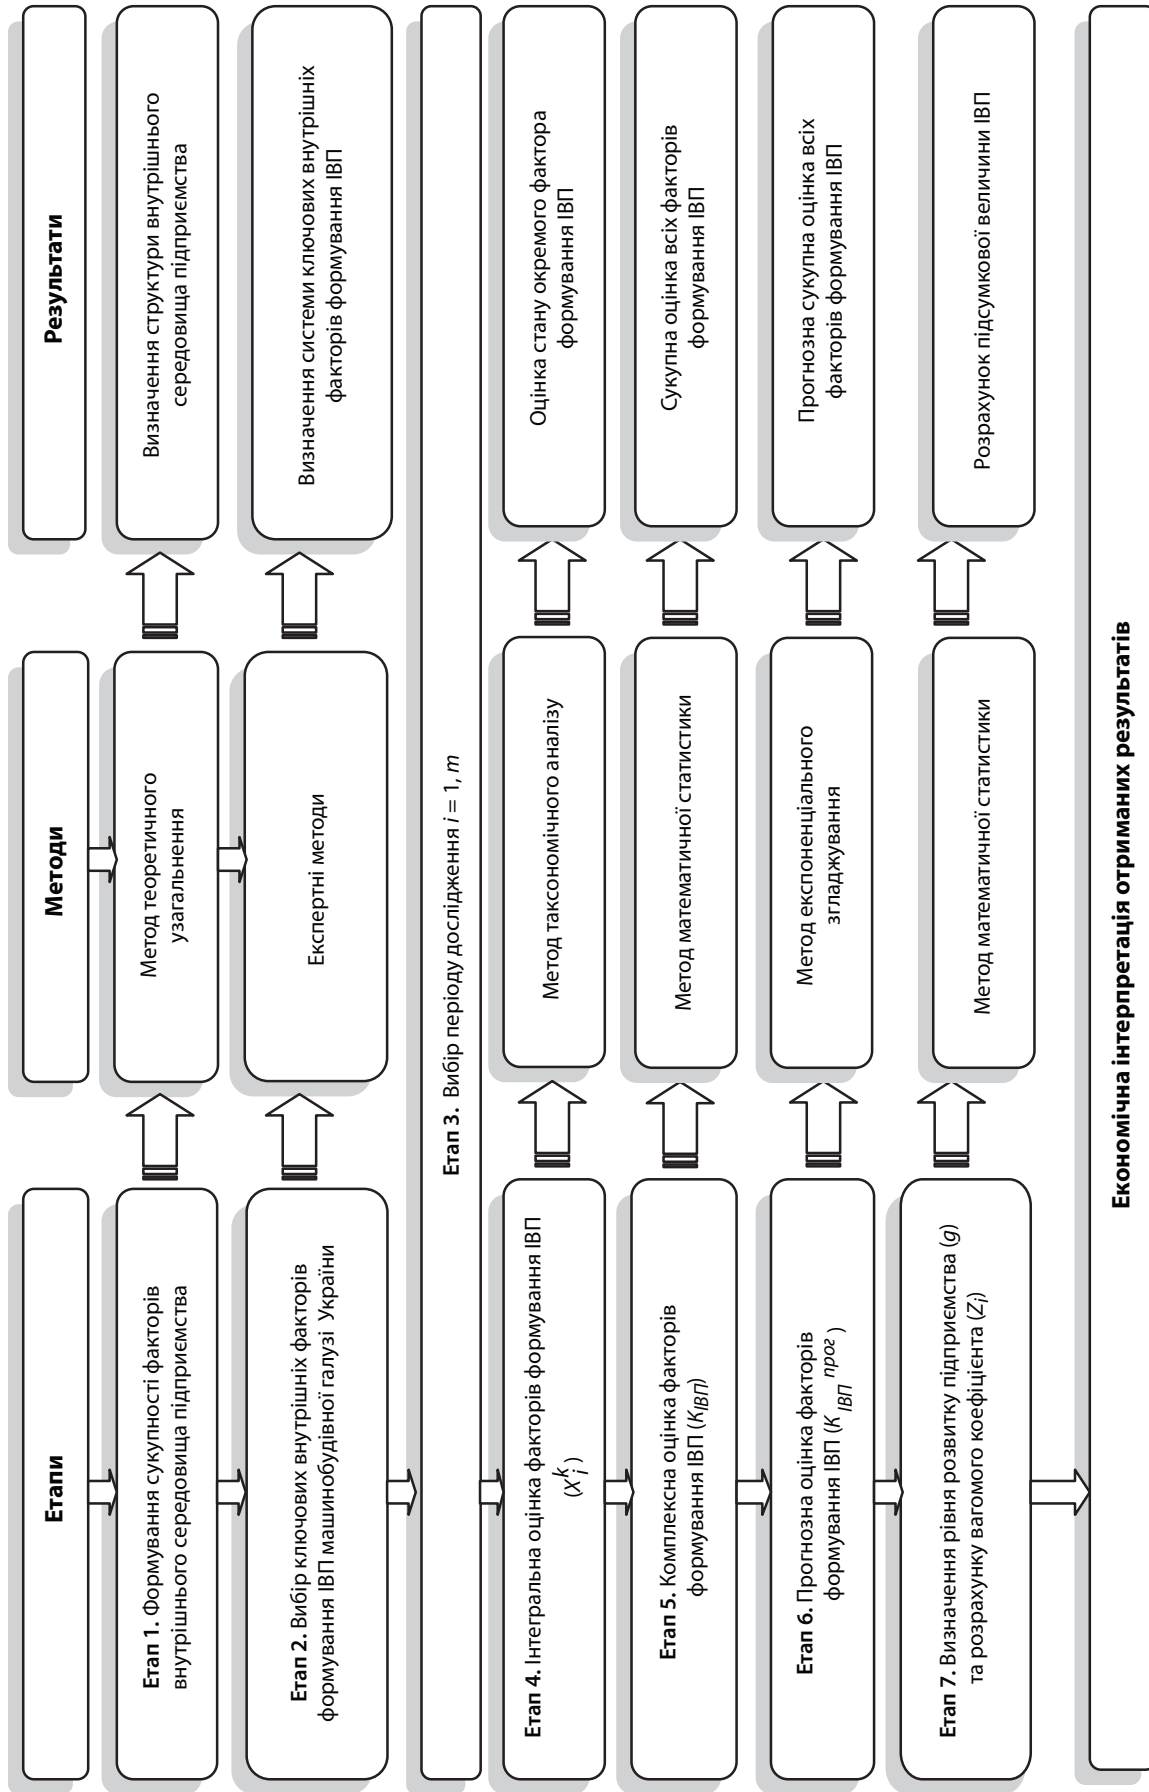 Етапи
Методи
Результати
Етап 1. Формування сукупності факторів
внутрішнього середовища підприємства
Метод теоретичного
узагальнення
Визначення структури внутрішнього
середовища підприємства
Етап 2. Вибір ключових внутрішніх факторів
формування ІВП машинобудівної галузі України
Експертні методи
Визначення системи ключових внутрішніх
факторів формування ІВП
Етап 3. Вибір періоду дослідження i = 1, m
Етап 4. Інтегральна оцінка факторів формування ІВП
(X_i^k)
Метод таксономічного аналізу
Оцінка стану окремого фактора
формування ІВП
Етап 5. Комплексна оцінка факторів
формування ІВП (K_ІВП)
Метод математичної статистики
Сукупна оцінка всіх факторів
формування ІВП
Етап 6. Прогнозна оцінка факторів
формування ІВП (K_ІВП^прог)
Метод експоненціального
згладжування
Прогнозна сукупна оцінка всіх
факторів формування ІВП
Етап 7. Визначення рівня розвитку підприємства (g)
та розрахунку вагомого коефіцієнта (Z_i)
Метод математичної статистики
Розрахунок підсумкової величини ІВП
Економічна інтерпретація отриманих результатів